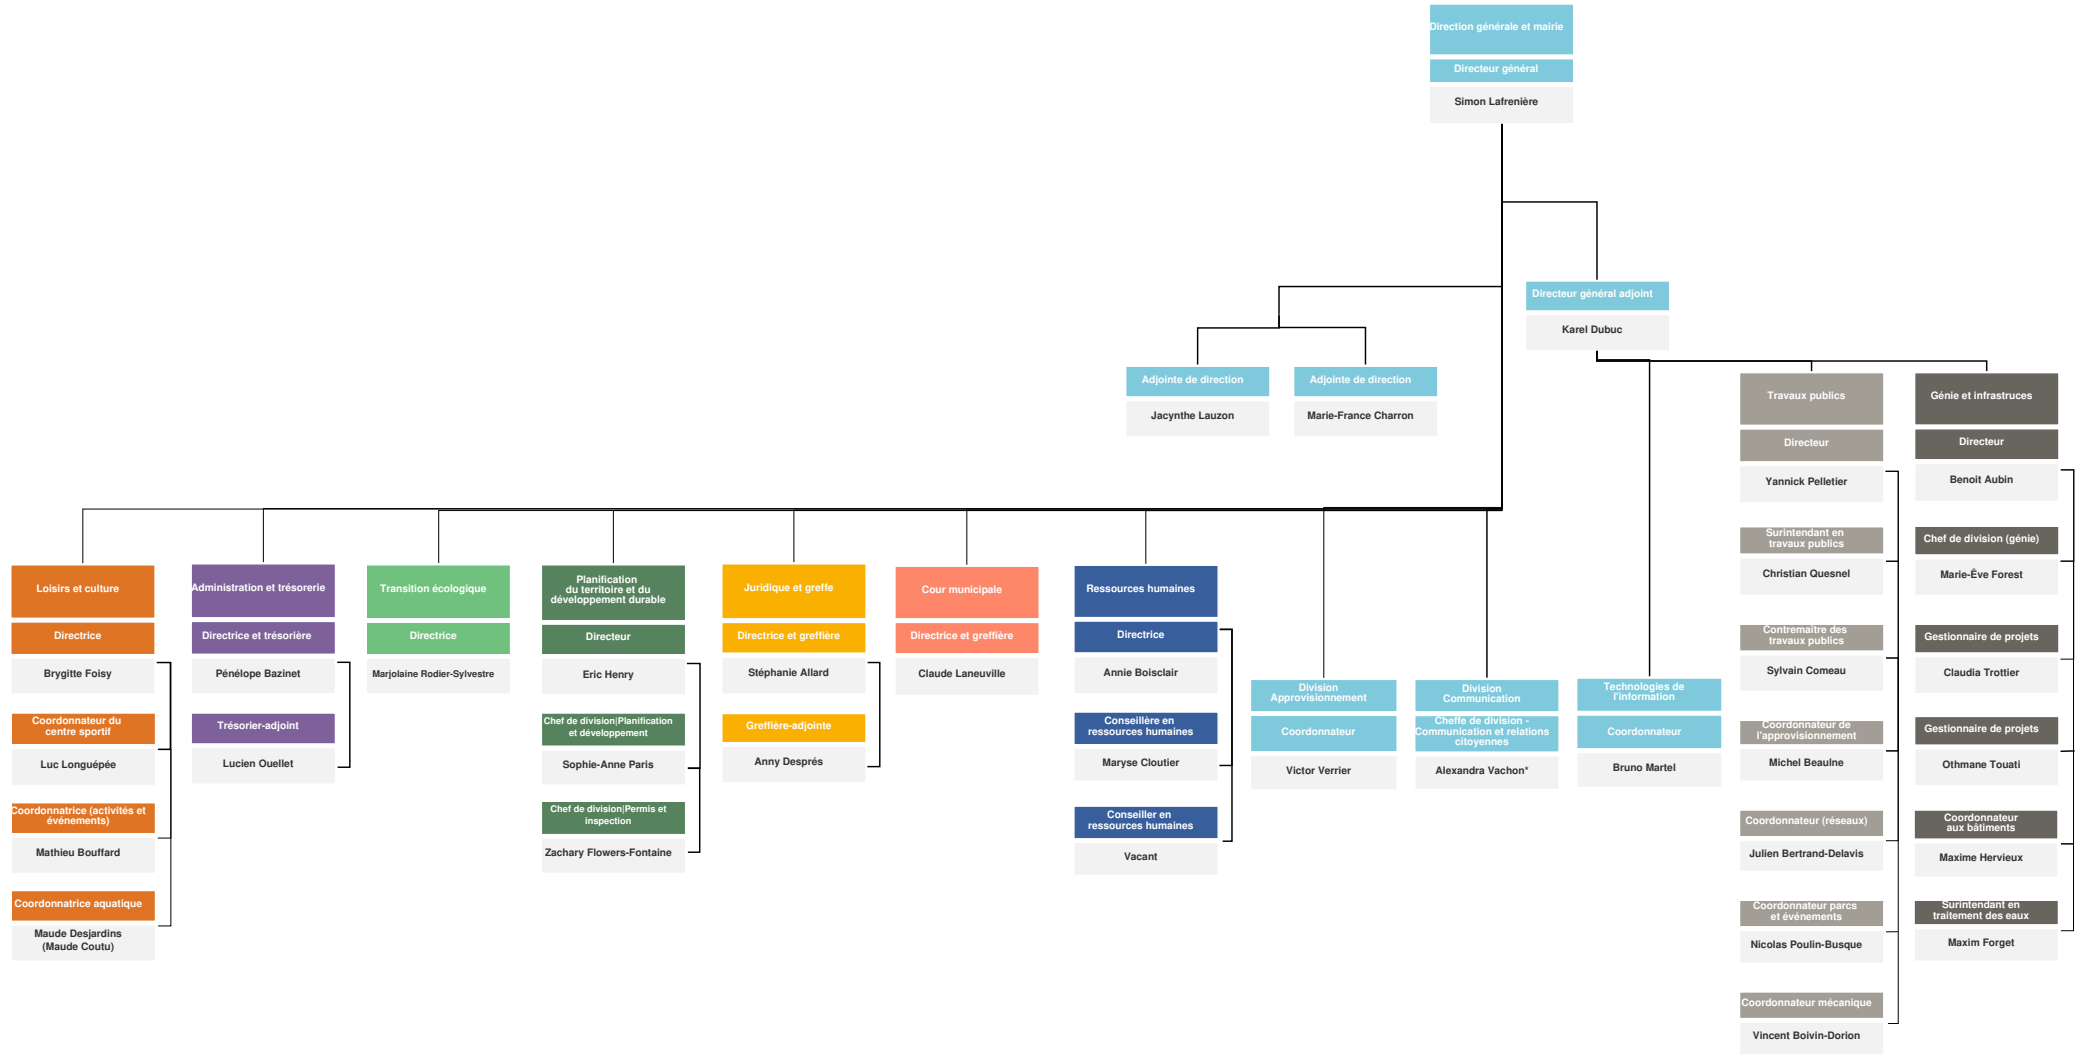 Direction générale et mairie
Directeur général
Simon Lafrenière
Directeur général adjoint
Karel Dubuc
Adjointe de direction
Jacynthe Lauzon
Adjointe de direction
Marie-France Charron
Loisirs et culture
Directrice
Brygitte Foisy
Coordonnateur du
centre sportif
Luc Longuépée
Coordonnatrice (activités et
événements)
Mathieu Bouffard
Coordonnatrice aquatique
Maude Desjardins
(Maude Coutu)
Administration et trésorerie
Directrice et trésorière
Pénélope Bazinet
Trésorier-adjoint
Lucien Ouellet
Transition écologique
Directrice
Marjolaine Rodier-Sylvestre
Planification
du territoire et du
développement durable
Directeur
Eric Henry
Chef de division|Planification
et développement
Sophie-Anne Paris
Chef de division|Permis et
inspection
Zachary Flowers-Fontaine
Juridique et greffe
Directrice et greffière
Stéphanie Allard
Greffière-adjointe
Anny Després
Cour municipale
Directrice et greffière
Claude Laneuville
Ressources humaines
Directrice
Annie Boisclair
Conseillère en
ressources humaines
Maryse Cloutier
Conseiller en
ressources humaines
Vacant
Division
Approvisionnement
Coordonnateur
Victor Verrier
Division
Communication
Cheffe de division -
Communication et relations
citoyennes
Alexandra Vachon*
Technologies de
l'information
Coordonnateur
Bruno Martel
Travaux publics
Directeur
Yannick Pelletier
Surintendant en
travaux publics
Christian Quesnel
Contremaître des
travaux publics
Sylvain Comeau
Coordonnateur de
l'approvisionnement
Michel Beaulne
Coordonnateur (réseaux)
Julien Bertrand-Delavis
Coordonnateur parcs
et événements
Nicolas Poulin-Busque
Coordonnateur mécanique
Vincent Boivin-Dorion
Génie et infrastruces
Directeur
Benoit Aubin
Chef de division (génie)
Marie-Ève Forest
Gestionnaire de projets
Claudia Trottier
Gestionnaire de projets
Othmane Touati
Coordonnateur
aux bâtiments
Maxime Hervieux
Surintendant en
traitement des eaux
Maxim Forget